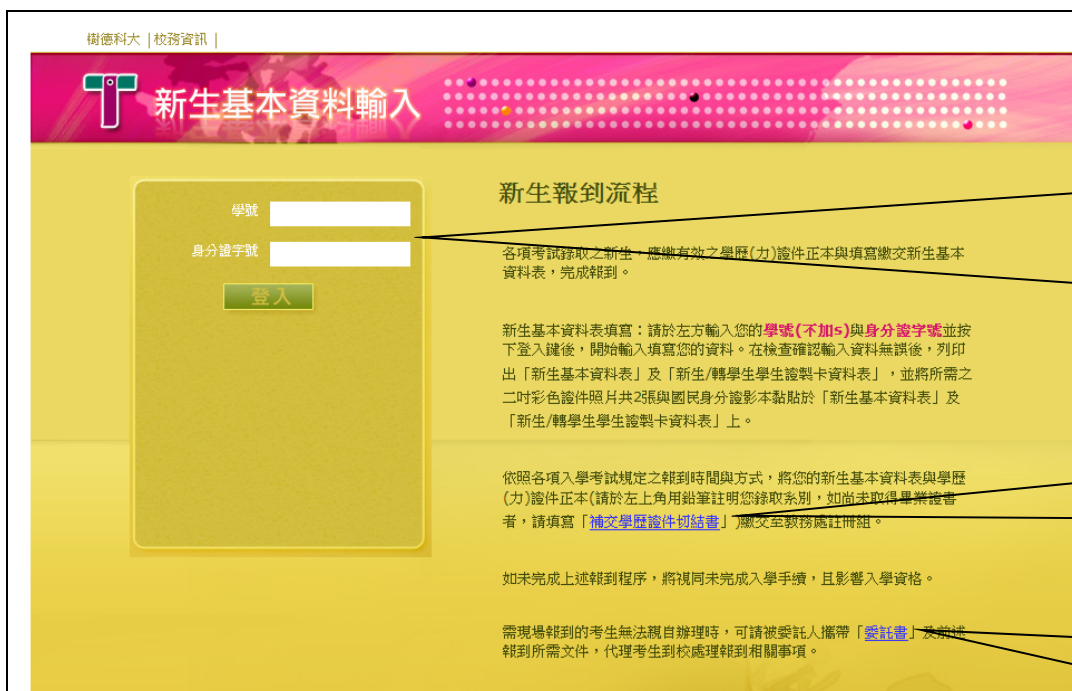 樹德科大 | 校務資訊 |
新生基本資料輸入
學號
身分證字號
登入
新生報到流程
各項考試錄取之新生，應繳有效之學歷(力)證件正本與填寫繳交新生基本
資料表，完成報到。
新生基本資料表填寫：請於左方輸入您的學號(不加s)與身分證字號並按
下登入鍵後，開始輸入填寫您的資料。在檢查確認輸入資料無誤後，列印
出「新生基本資料表」及「新生/轉學生學生證製卡資料表」，並將所需之
二吋彩色證件照片共2張與國民身分證影本黏貼於「新生基本資料表」及
「新生/轉學生學生證製卡資料表」上。
依照各項入學考試規定之報到時間與方式，將您的新生基本資料表與學歷
(力)證件正本(請於左上角用鉛筆註明您錄取系別，如尚未取得畢業證書
者，請填寫「補交學歷證件切結書」)繳交至教務處註冊組。
如未完成上述報到程序，將視同未完成入學手續，且影響入學資格。
需現場報到的考生無法親自辦理時，可請被委託人攜帶「委託書」及前述
報到所需文件，代理考生到校處理報到相關事項。